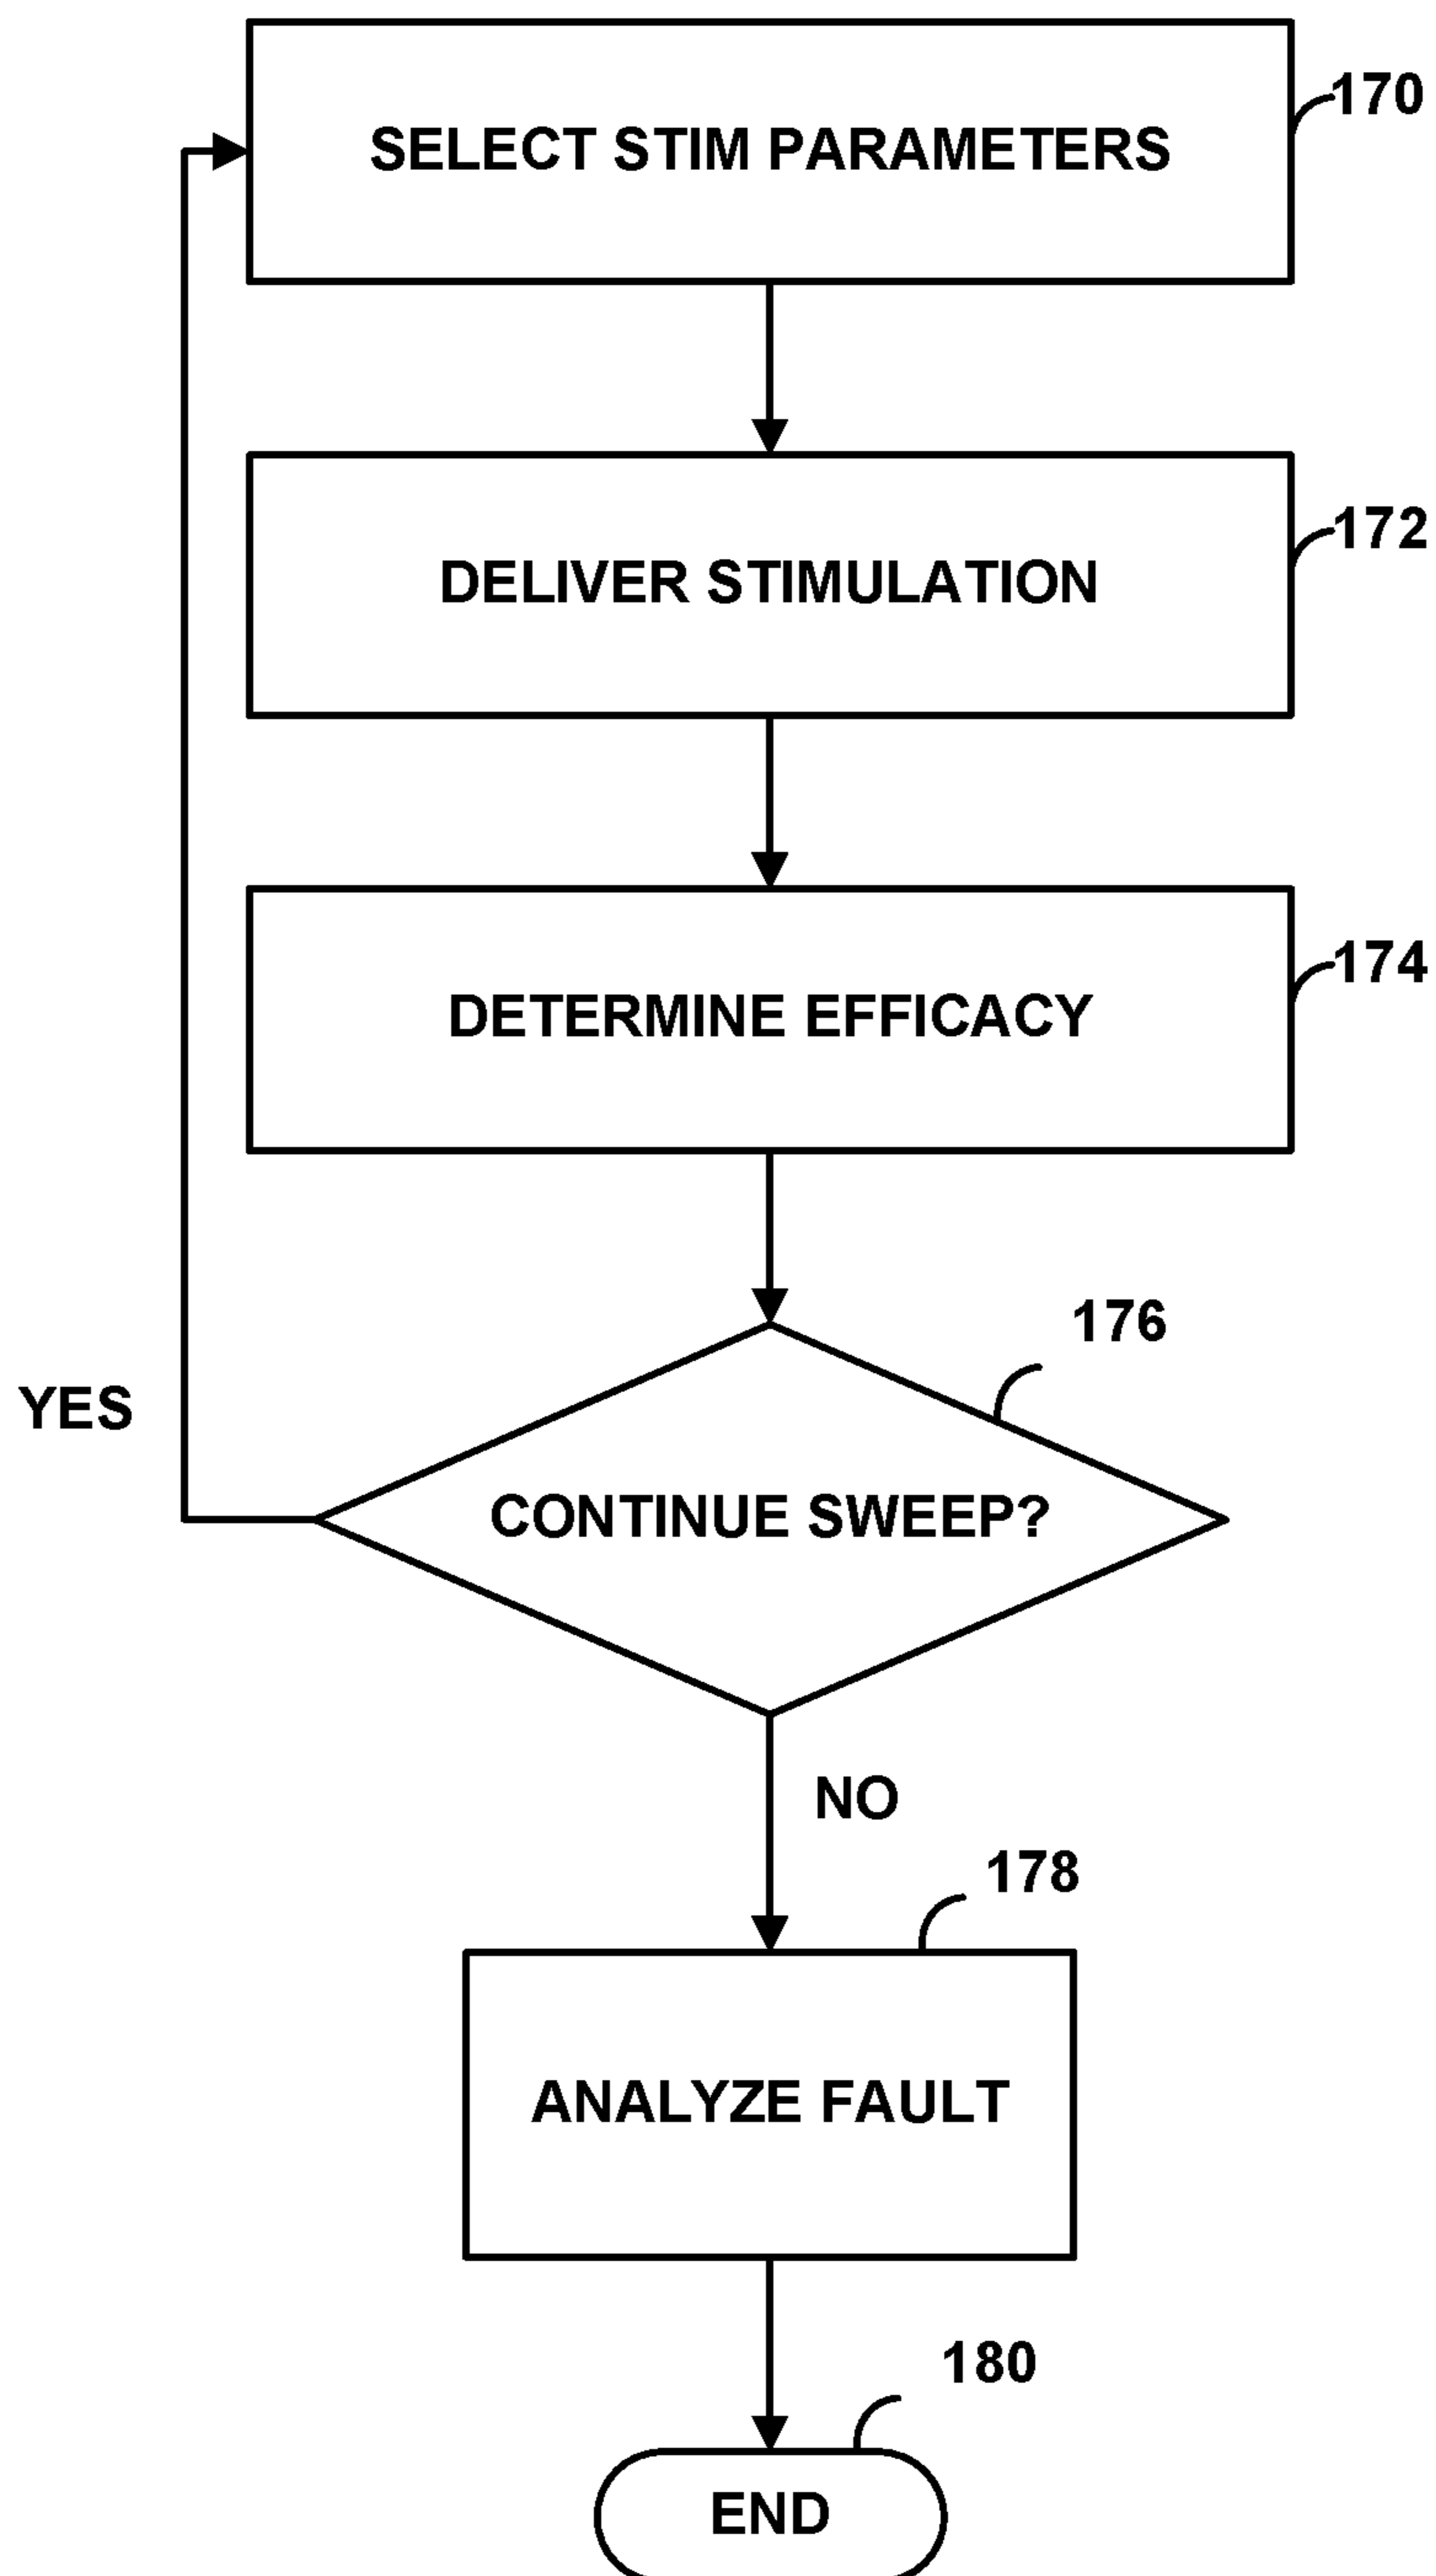 170
SELECT STIM PARAMETERS
172
DELIVER STIMULATION
174
DETERMINE EFFICACY
176
YES
CONTINUE SWEEP?
NO
178
ANALYZE FAULT
180
END